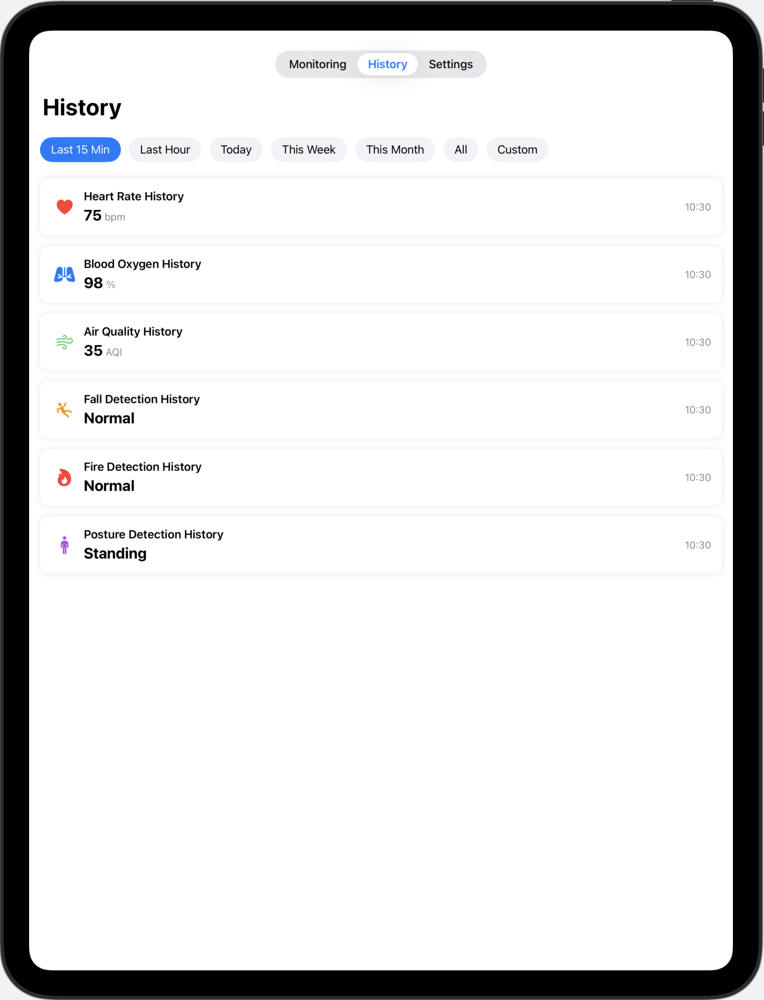 Monitoring History Settings
History
Last 15 Min Last Hour Today This Week This Month All Custom
Heart Rate History
75 bpm
10:30
Blood Oxygen History
98 %
10:30
Air Quality History
35 AQI
10:30
Fall Detection History
Normal
10:30
Fire Detection History
Normal
10:30
Posture Detection History
Standing
10:30